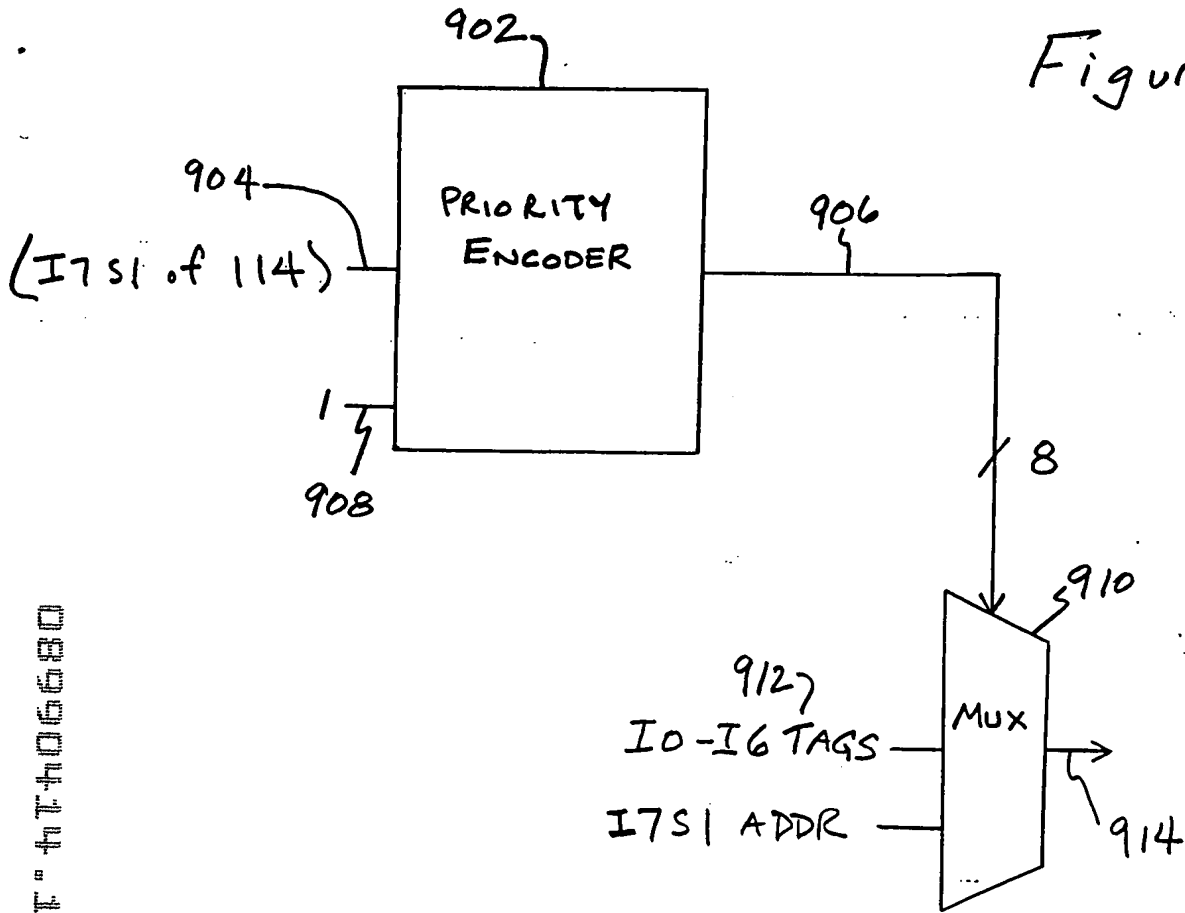 902
Figur
904
PRIORITY
ENCODER
906
(I7S1 of 114)
1
908
8
910
912
MUX
I0-I6 TAGS
I7S1 ADDR
914